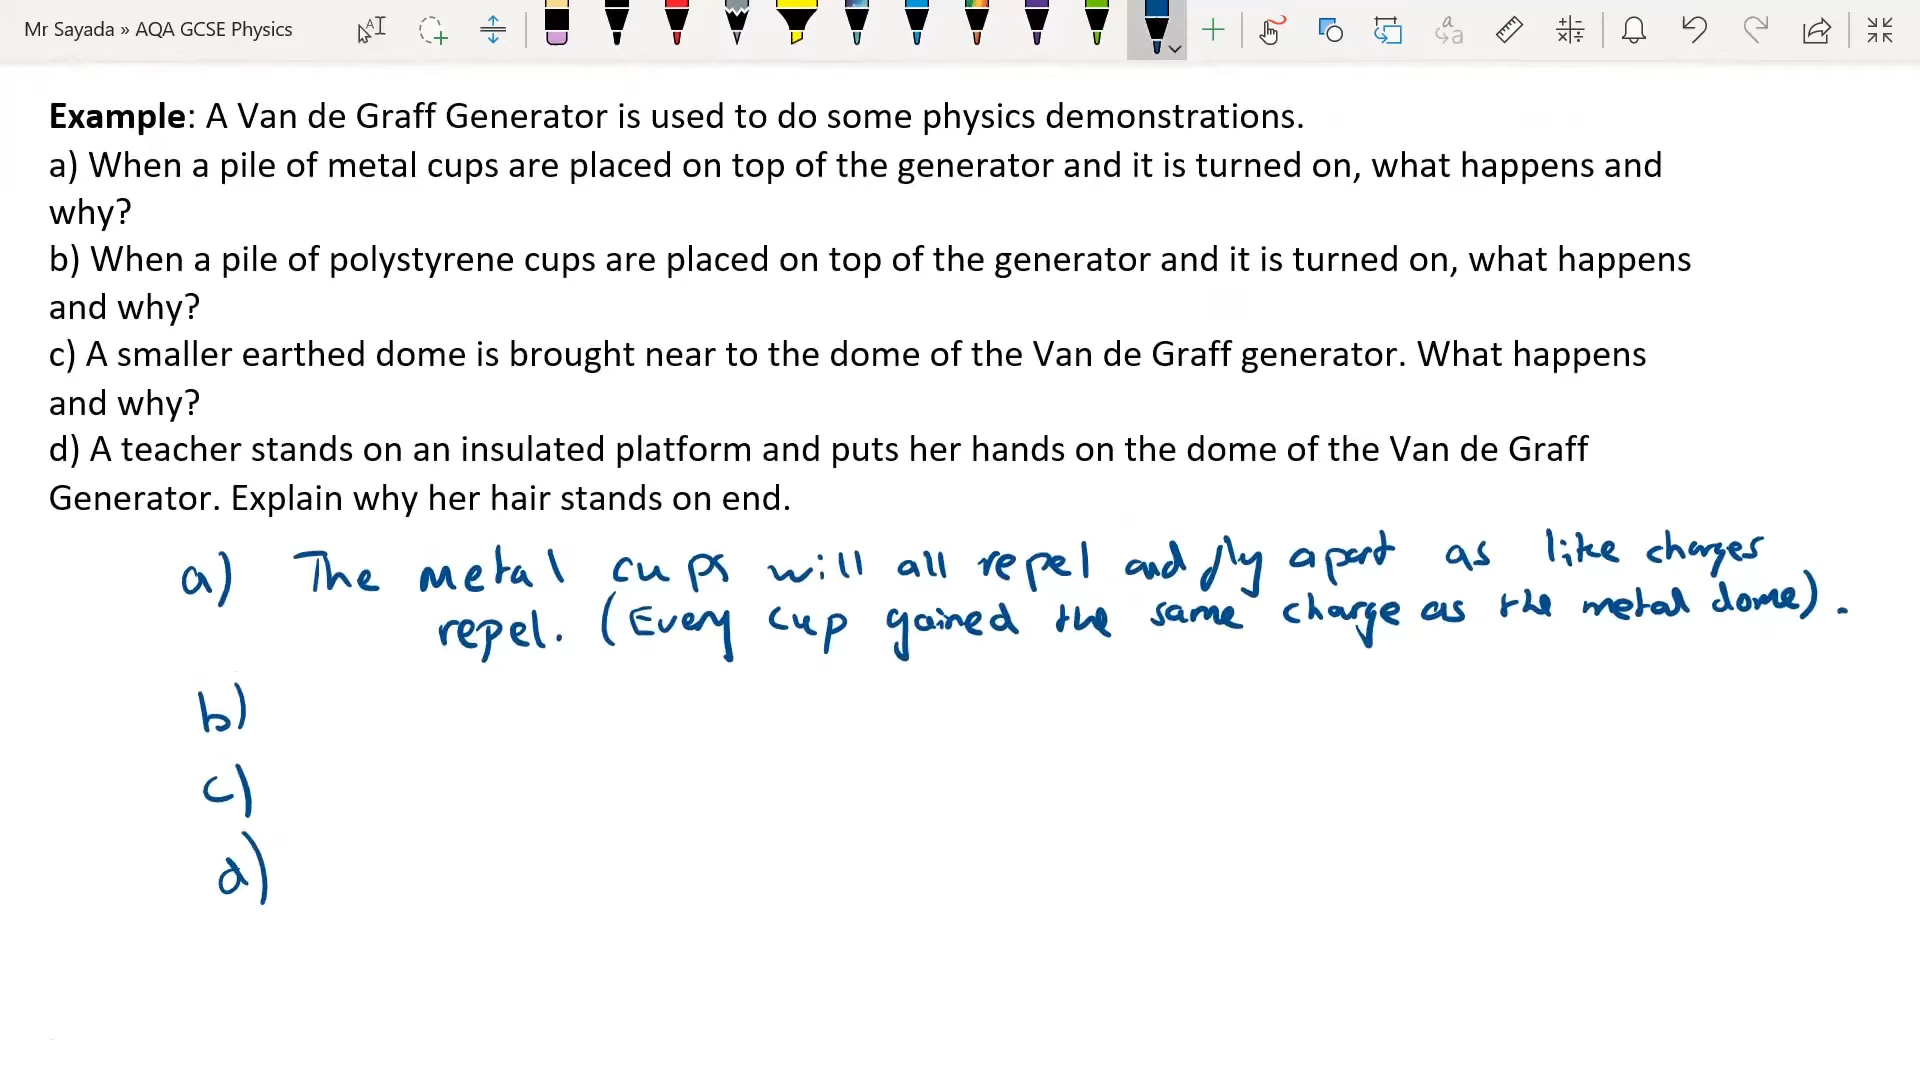 Mr Sayada » AQA GCSE Physics
Example: A Van de Graff Generator is used to do some physics demonstrations.
a) When a pile of metal cups are placed on top of the generator and it is turned on, what happens and
why?
b) When a pile of polystyrene cups are placed on top of the generator and it is turned on, what happens
and why?
c) A smaller earthed dome is brought near to the dome of the Van de Graff generator. What happens
and why?
d) A teacher stands on an insulated platform and puts her hands on the dome of the Van de Graff
Generator. Explain why her hair stands on end.
a) The metal cups will all repel and fly apart as like charges
repel. (Every cup gained the same charge as the metal dome).
b)
c)
d)